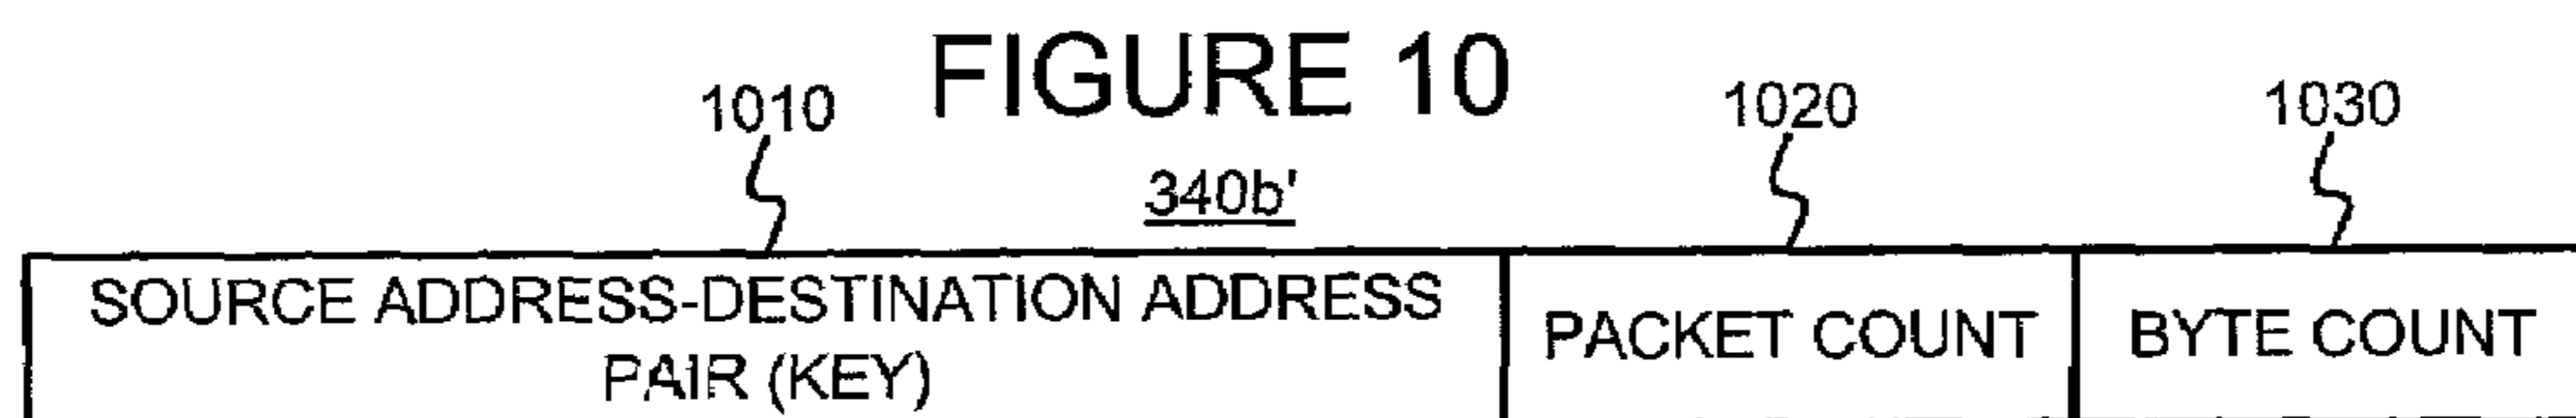 FIGURE 10
1010 1020 1030
340b'
SOURCE ADDRESS-DESTINATION ADDRESS
PAIR (KEY)
PACKET COUNT
BYTE COUNT